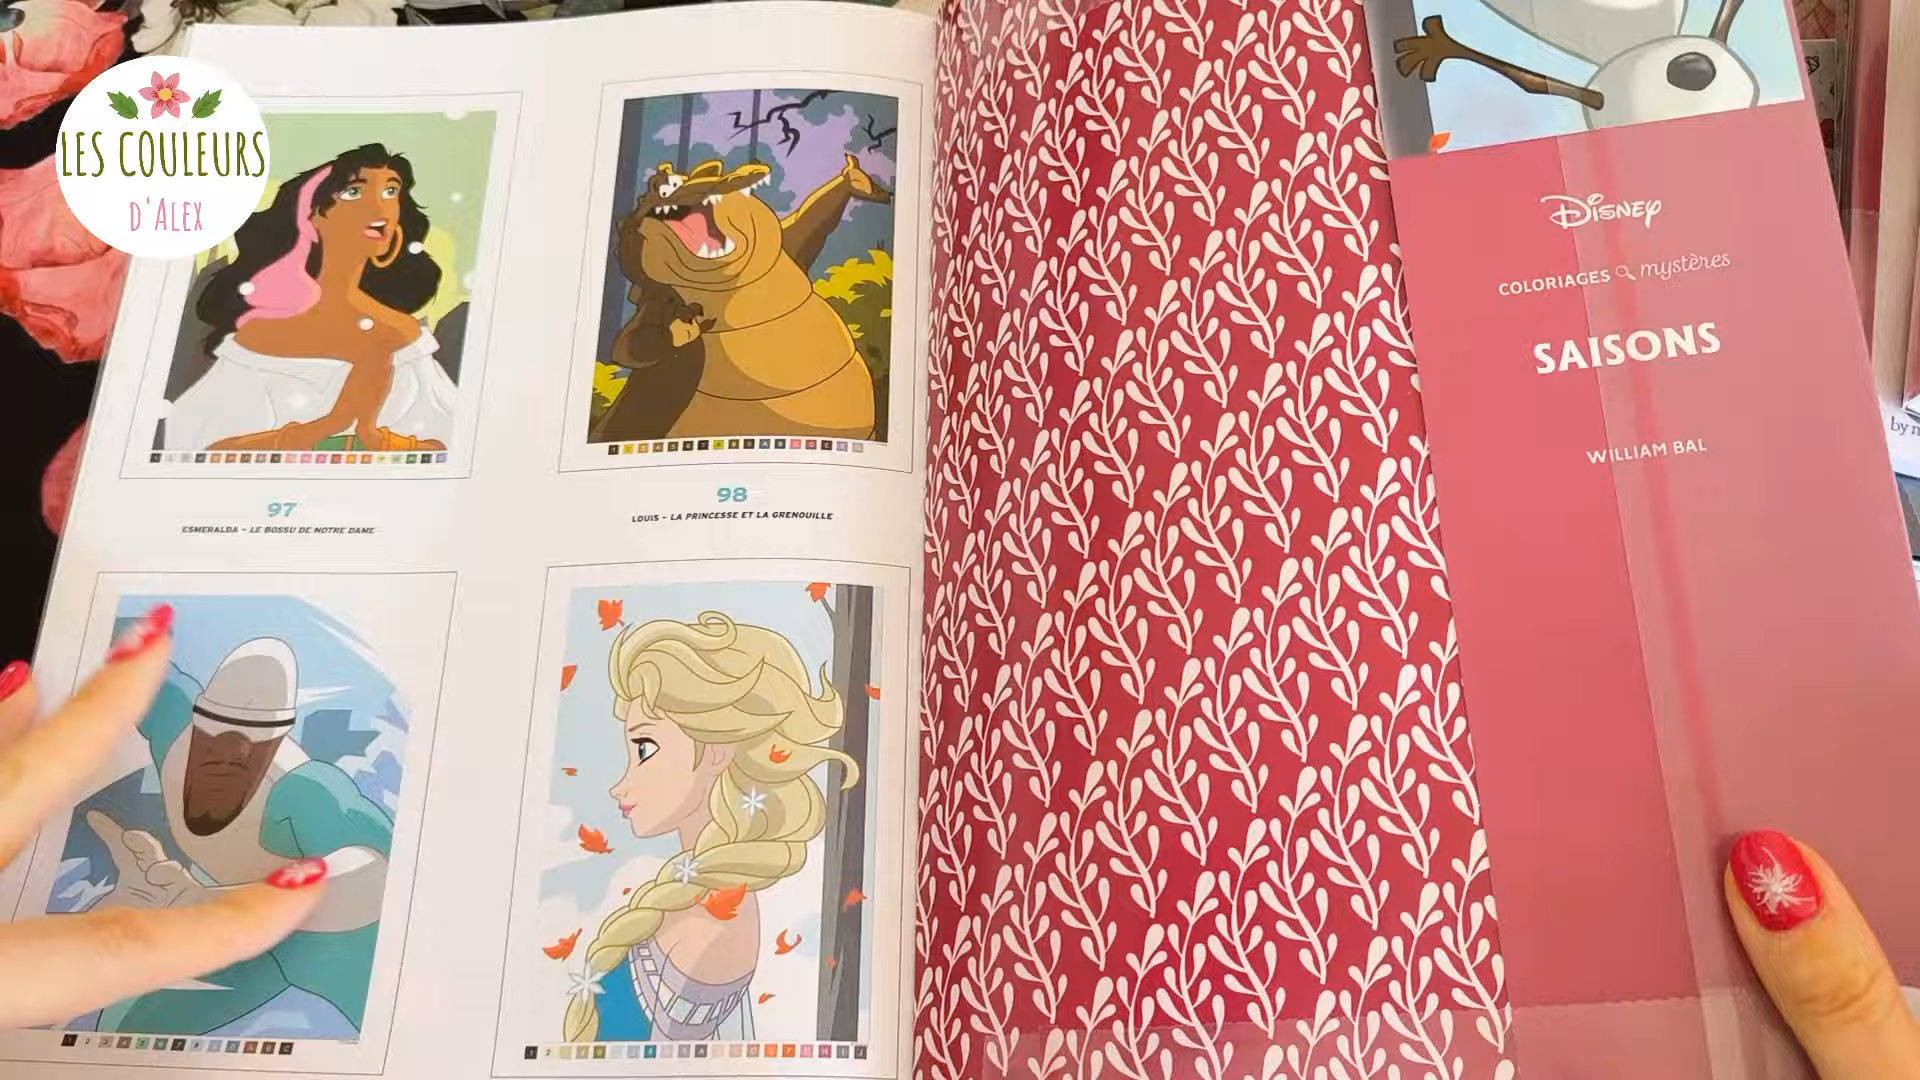 LES COULEURS
D'ALEX
97
ESMERALDA – LE BOSSU DE NOTRE DAME
98
LOUIS – LA PRINCESSE ET LA GRENOUILLE
DISNEY
COLORIAGES mystères
SAISONS
WILLIAM BAL
by